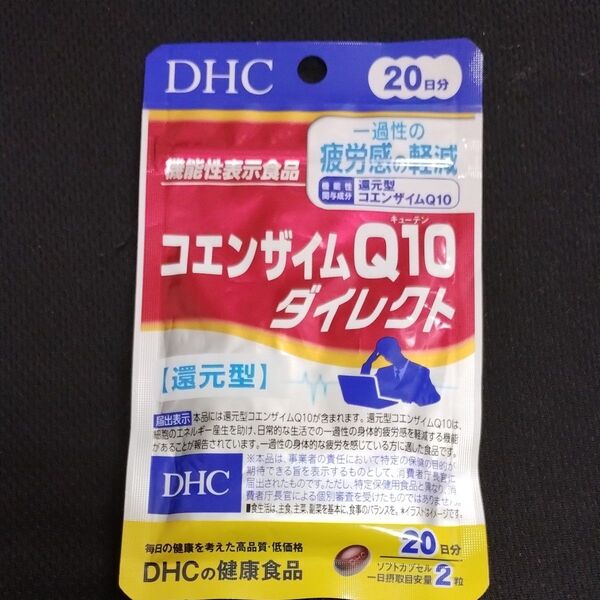 DHC
20日分
一過性の
疲労感の軽減
機能性表示食品
機能性
関与成分
還元型
コエンザイムQ10
キューテン
コエンザイムQ10
ダイレクト
【還元型】
届出表示 本品には還元型コエンザイムQ10が含まれます。還元型コエンザイムQ10は、
細胞のエネルギー産生を助け、日常的な生活での一過性の身体的疲労感を軽減する機能
があることが報告されています。一過性の身体的な疲労を感じている方に適した食品です。
※本品は、事業者の責任において特定の保健の目的が
期待できる旨を表示するものとして、消費者庁長官に
届出されたものです。ただし、特定保健用食品と異なり、消
費者庁長官による個別審査を受けたものではありません。
■食生活は、主食、主菜、副菜を基本に、食事のバランスを。 *イラストはイメージです。
DHC
毎日の健康を考えた高品質・低価格
DHCの健康食品
20日分
ソフトカプセル
一日摂取目安量2粒